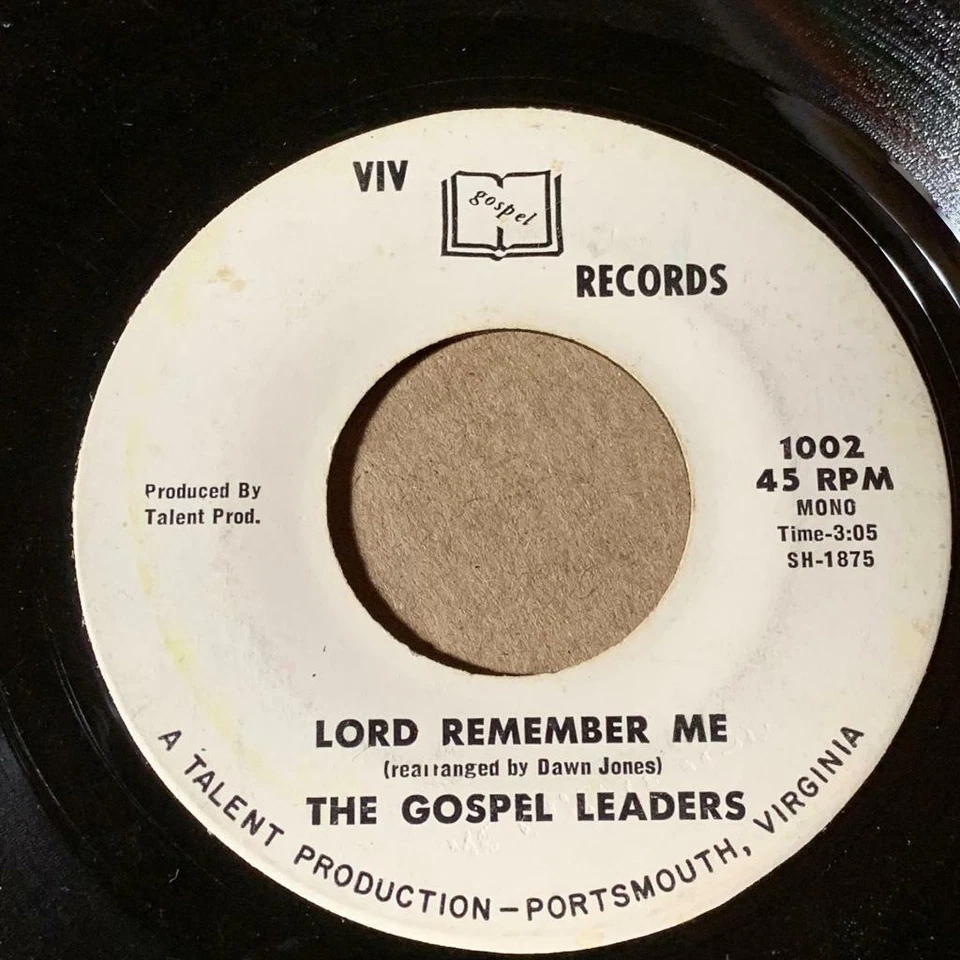 VIV
gospel
RECORDS
1002
45 RPM
MONO
Time-3:05
SH-1875
Produced By
Talent Prod.
LORD REMEMBER ME
(rearranged by Dawn Jones)
THE GOSPEL LEADERS
A TALENT PRODUCTION – PORTSMOUTH, VIRGINIA